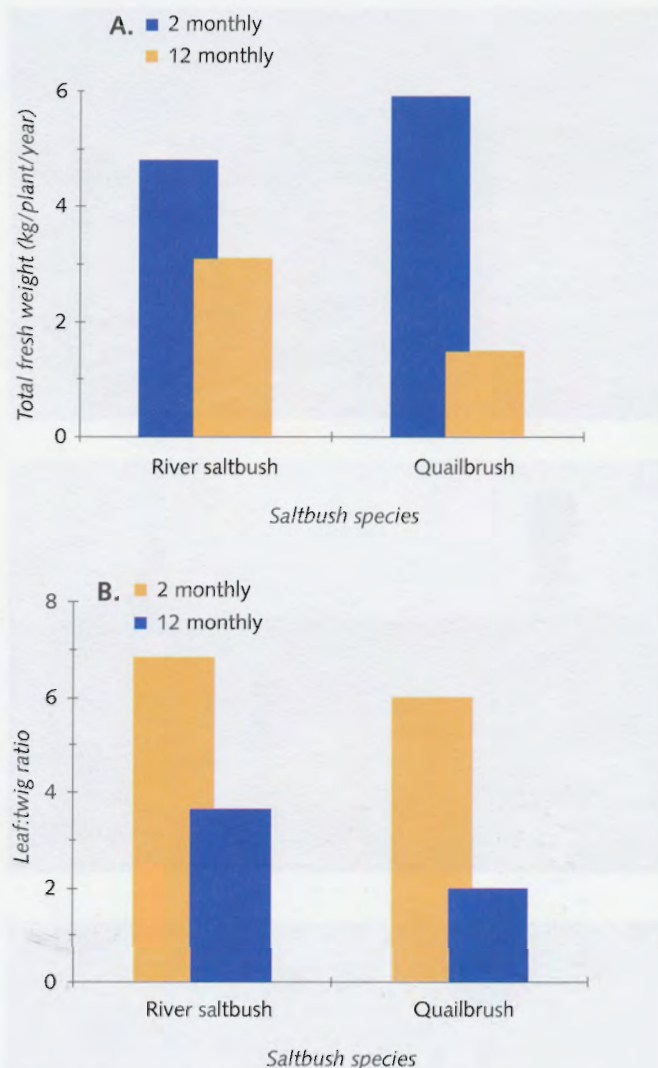 A. 2 monthly
12 monthly
Total fresh weight (kg/plant/year)
6
4
2
0
River saltbush Quailbrush
Saltbush species
B. 2 monthly
12 monthly
Leaf:twig ratio
8
6
4
2
0
River saltbush Quailbrush
Saltbush species